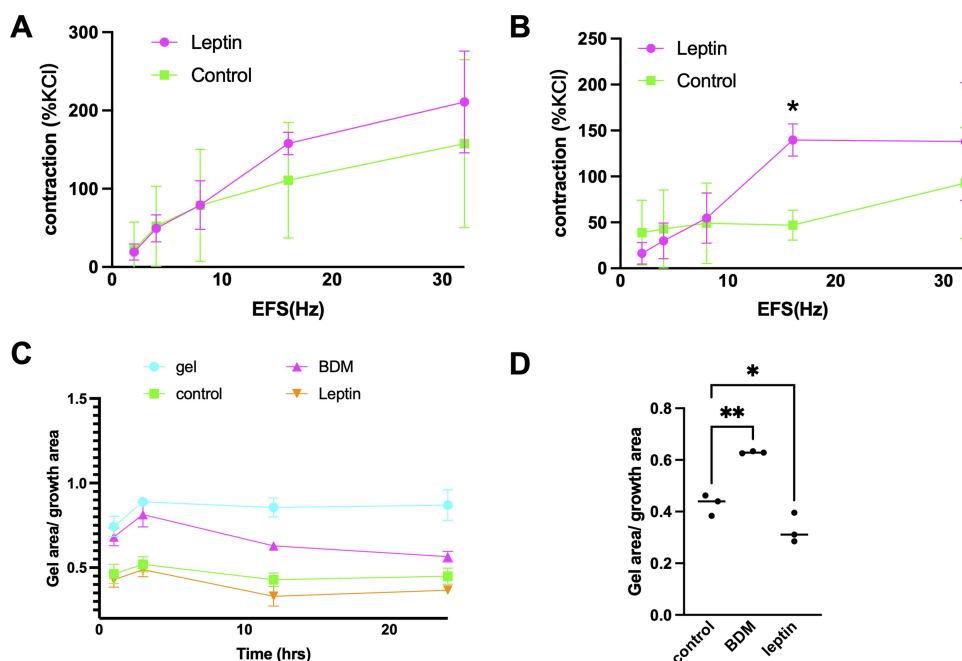 A
Leptin
Control
contraction (%KCl)
300
200
100
0
0
10
20
30
EFS(Hz)
B
Leptin
Control
contraction (%KCl)
250
200
150
100
50
0
*
0
10
20
30
EFS(Hz)
C
gel
BDM
control
Leptin
Gel area/ growth area
1.5
1.0
0.5
0
10
20
Time (hrs)
D
*
**
Gel area/ growth area
0.8
0.6
0.4
0.2
0.0
control
BDM
leptin